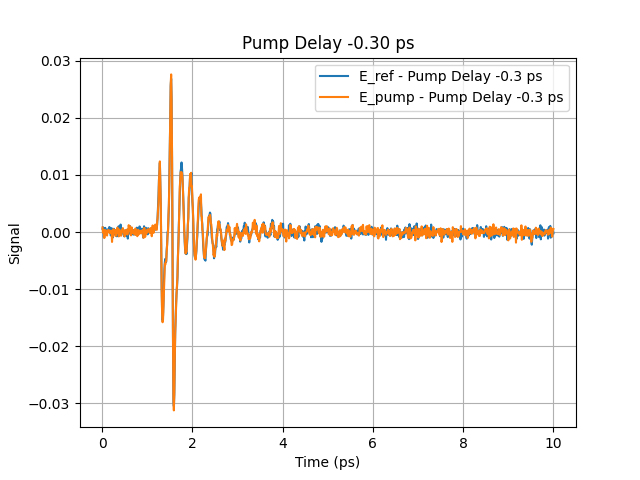 Pump Delay -0.30 ps
E_ref - Pump Delay -0.3 ps
E_pump - Pump Delay -0.3 ps
0.03
0.02
0.01
0.00
−0.01
−0.02
−0.03
Signal
0 2 4 6 8 10
Time (ps)